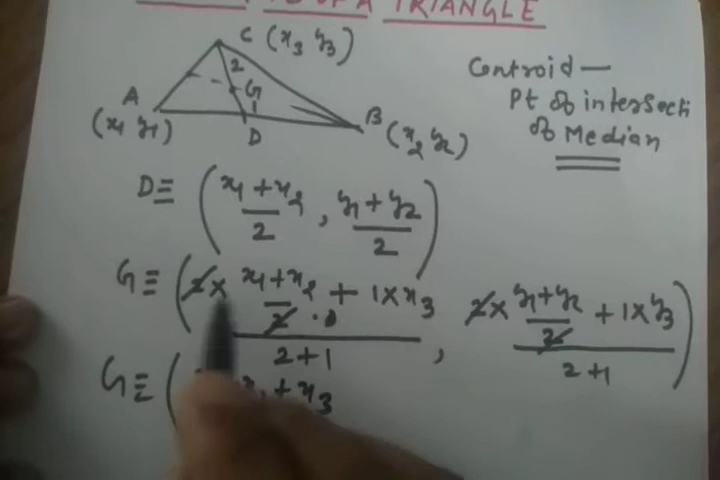 OF A TRIANGLE
C (x₃ y₃)
2
G
1
A
(x₁ y₁)
B (x₂ y₂)
D
Centroid —
Pt of intersecti
of Median
D ≡ ( x₁ + x₂ / 2 , y₁ + y₂ / 2 )
G ≡ ( 2 × x₁ + x₂ / 2 + 1 × x₃ / 2 + 1 , 2 × y₁ + y₂ / 2 + 1 × y₃ / 2 + 1 )
G ≡ ( + x₃